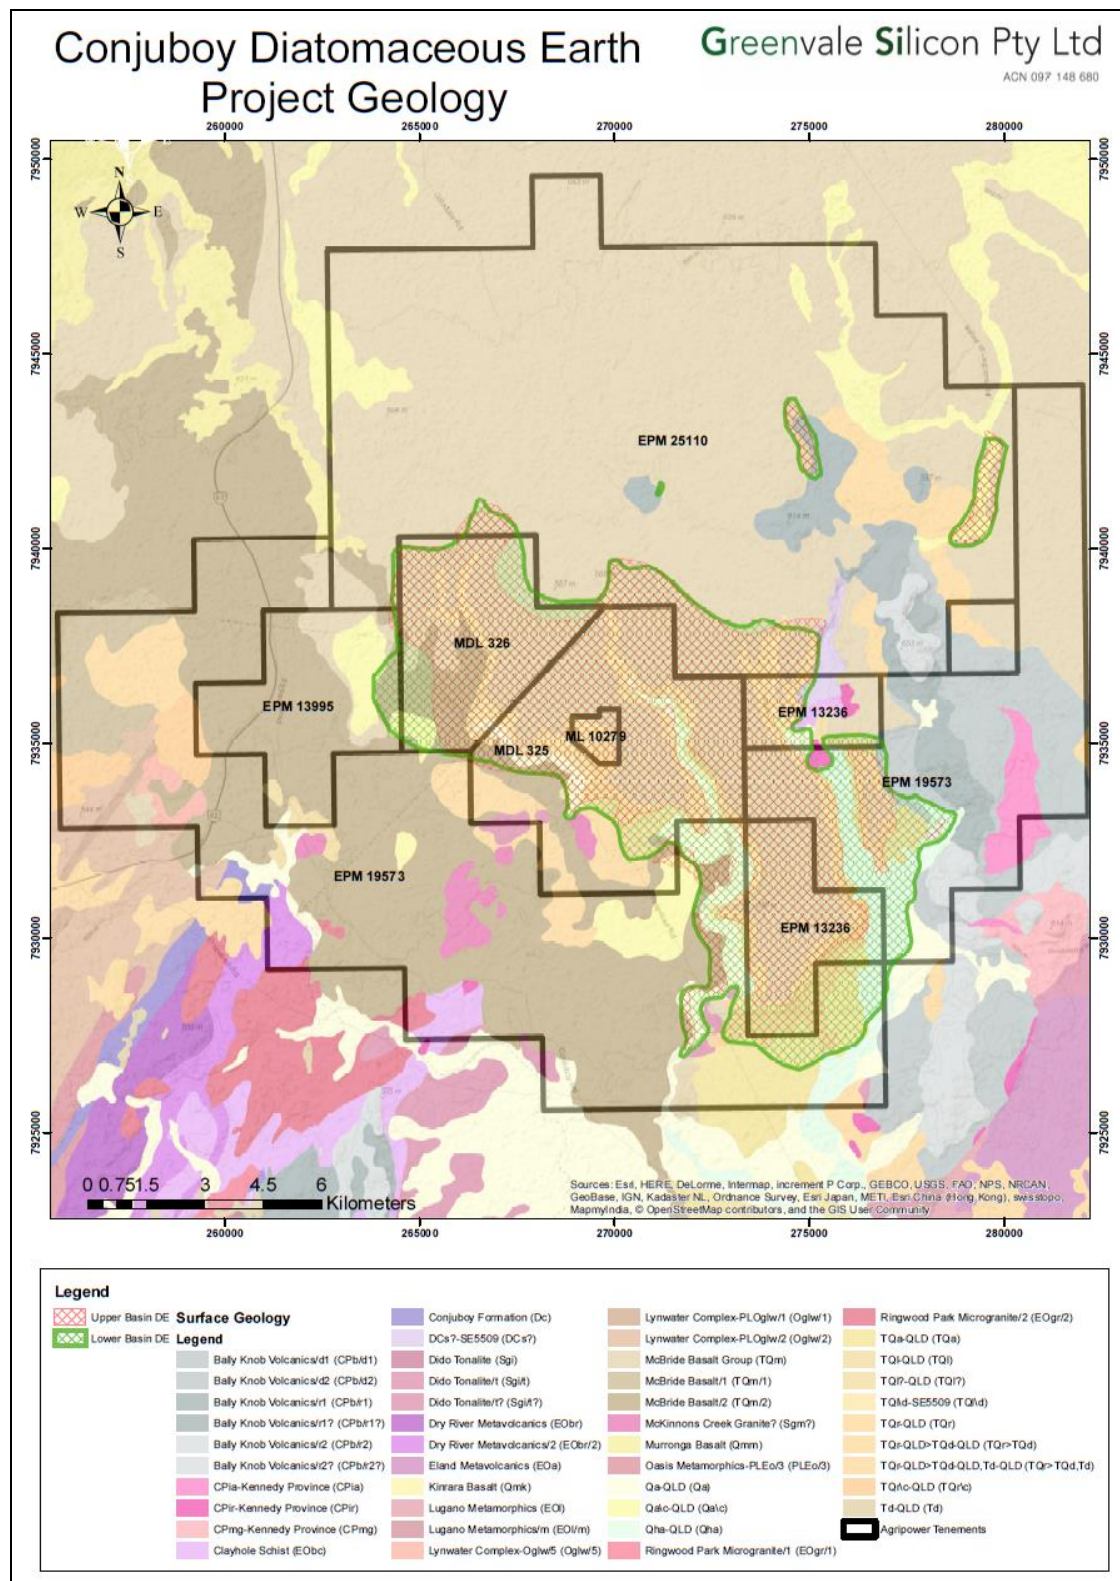 Conjuboy Diatomaceous Earth
Project Geology
Greenvale Silicon Pty Ltd
ACN 097 148 680
260000 265000 270000 275000 280000
7950000 7950000
N
W E
S
7945000 7945000
EPM 25110
7940000 7940000
MDL 326
EPM 13995
EPM 13236
ML 10279
7935000 MDL 325 7935000
EPM 19573
EPM 19573
EPM 13236
7930000 7930000
7925000 7925000
0 0.75 1.5 3 4.5 6
Kilometers
Sources: Esri, HERE, DeLorme, Intermap, increment P Corp., GEBCO, USGS, FAO, NPS, NRCAN,
GeoBase, IGN, Kadaster NL, Ordnance Survey, Esri Japan, METI, Esri China (Hong Kong), swisstopo,
MapmyIndia, © OpenStreetMap contributors, and the GIS User Community
260000 265000 270000 275000 280000
Legend
Upper Basin DE
Lower Basin DE
Surface Geology
Legend
Bally Knob Volcanics/d1 (CPb/d1)
Bally Knob Volcanics/d2 (CPb/d2)
Bally Knob Volcanics/r1 (CPb/r1)
Bally Knob Volcanics/r1? (CPb/r1?)
Bally Knob Volcanics/r2 (CPb/r2)
Bally Knob Volcanics/r2? (CPb/r2?)
CPia-Kennedy Province (CPia)
CPir-Kennedy Province (CPir)
CPmg-Kennedy Province (CPmg)
Clayhole Schist (EObc)
Conjuboy Formation (Dc)
DCs?-SE5509 (DCs?)
Dido Tonalite (Sgi)
Dido Tonalite/t (Sgi/t)
Dido Tonalite/t? (Sgi/t?)
Dry River Metavolcanics (EObr)
Dry River Metavolcanics/2 (EObr/2)
Eland Metavolcanics (EOa)
Kinrara Basalt (Qmk)
Lugano Metamorphics (EOl)
Lugano Metamorphics/m (EOl/m)
Lynwater Complex-Oglw/5 (Oglw/5)
Lynwater Complex-PLOglw/1 (Oglw/1)
Lynwater Complex-PLOglw/2 (Oglw/2)
McBride Basalt Group (TQm)
McBride Basalt/1 (TQm/1)
McBride Basalt/2 (TQm/2)
McKinnons Creek Granite? (Sgm?)
Murronga Basalt (Qmm)
Oasis Metamorphics-PLEo/3 (PLEo/3)
Qa-QLD (Qa)
Qa\c-QLD (Qa\c)
Qha-QLD (Qha)
Ringwood Park Microgranite/1 (EOgr/1)
Ringwood Park Microgranite/2 (EOgr/2)
TQa-QLD (TQa)
TQl-QLD (TQl)
TQl?-QLD (TQl?)
TQl\d-SE5509 (TQl\d)
TQr-QLD (TQr)
TQr-QLD>TQd-QLD (TQr>TQd)
TQr-QLD>TQd-QLD,Td-QLD (TQr>TQd,Td)
TQr\c-QLD (TQr\c)
Td-QLD (Td)
Agripower Tenements